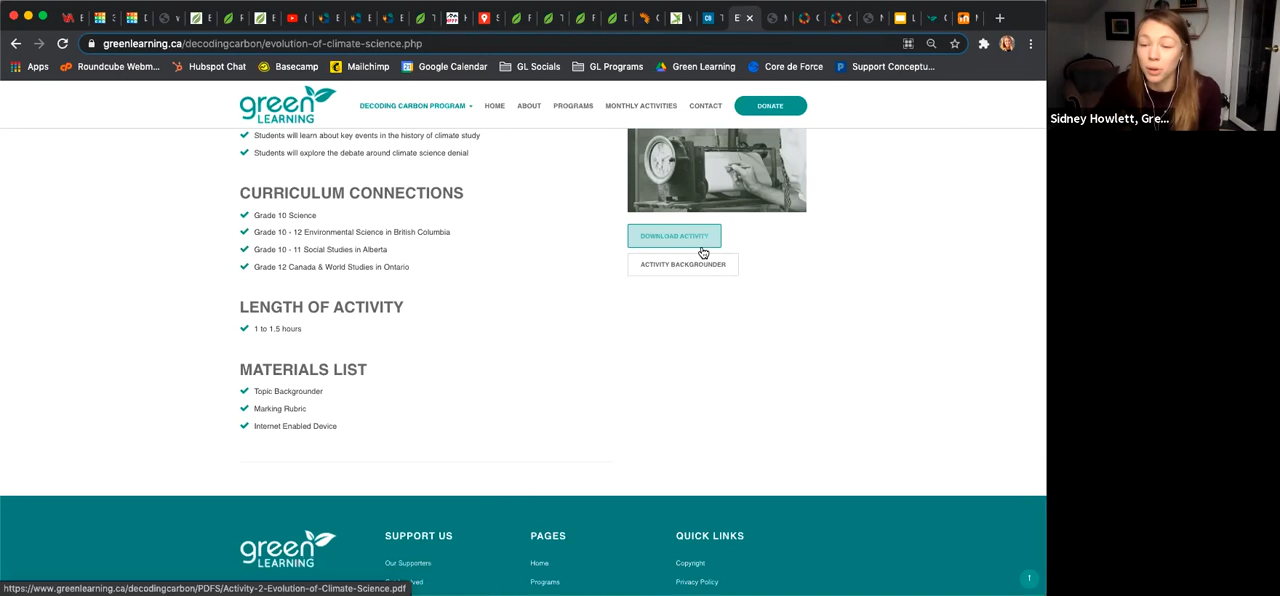 greenlearning.ca/decodingcarbon/evolution-of-climate-science.php
Apps Roundcube Webm... Hubspot Chat Basecamp Mailchimp Google Calendar GL Socials GL Programs Green Learning Core de Force Support Conceptu...
green LEARNING
DECODING CARBON PROGRAM HOME ABOUT PROGRAMS MONTHLY ACTIVITIES CONTACT DONATE
Students will learn about key events in the history of climate study
Students will explore the debate around climate science denial
CURRICULUM CONNECTIONS
Grade 10 Science
Grade 10 - 12 Environmental Science in British Columbia
Grade 10 - 11 Social Studies in Alberta
Grade 12 Canada & World Studies in Ontario
LENGTH OF ACTIVITY
1 to 1.5 hours
MATERIALS LIST
Topic Backgrounder
Marking Rubric
Internet Enabled Device
DOWNLOAD ACTIVITY
ACTIVITY BACKGROUNDER
Sidney Howlett, Gre...
green LEARNING
SUPPORT US
Our Supporters
PAGES
Home
Programs
QUICK LINKS
Copyright
Privacy Policy
https://www.greenlearning.ca/decodingcarbon/PDFS/Activity-2-Evolution-of-Climate-Science.pdf